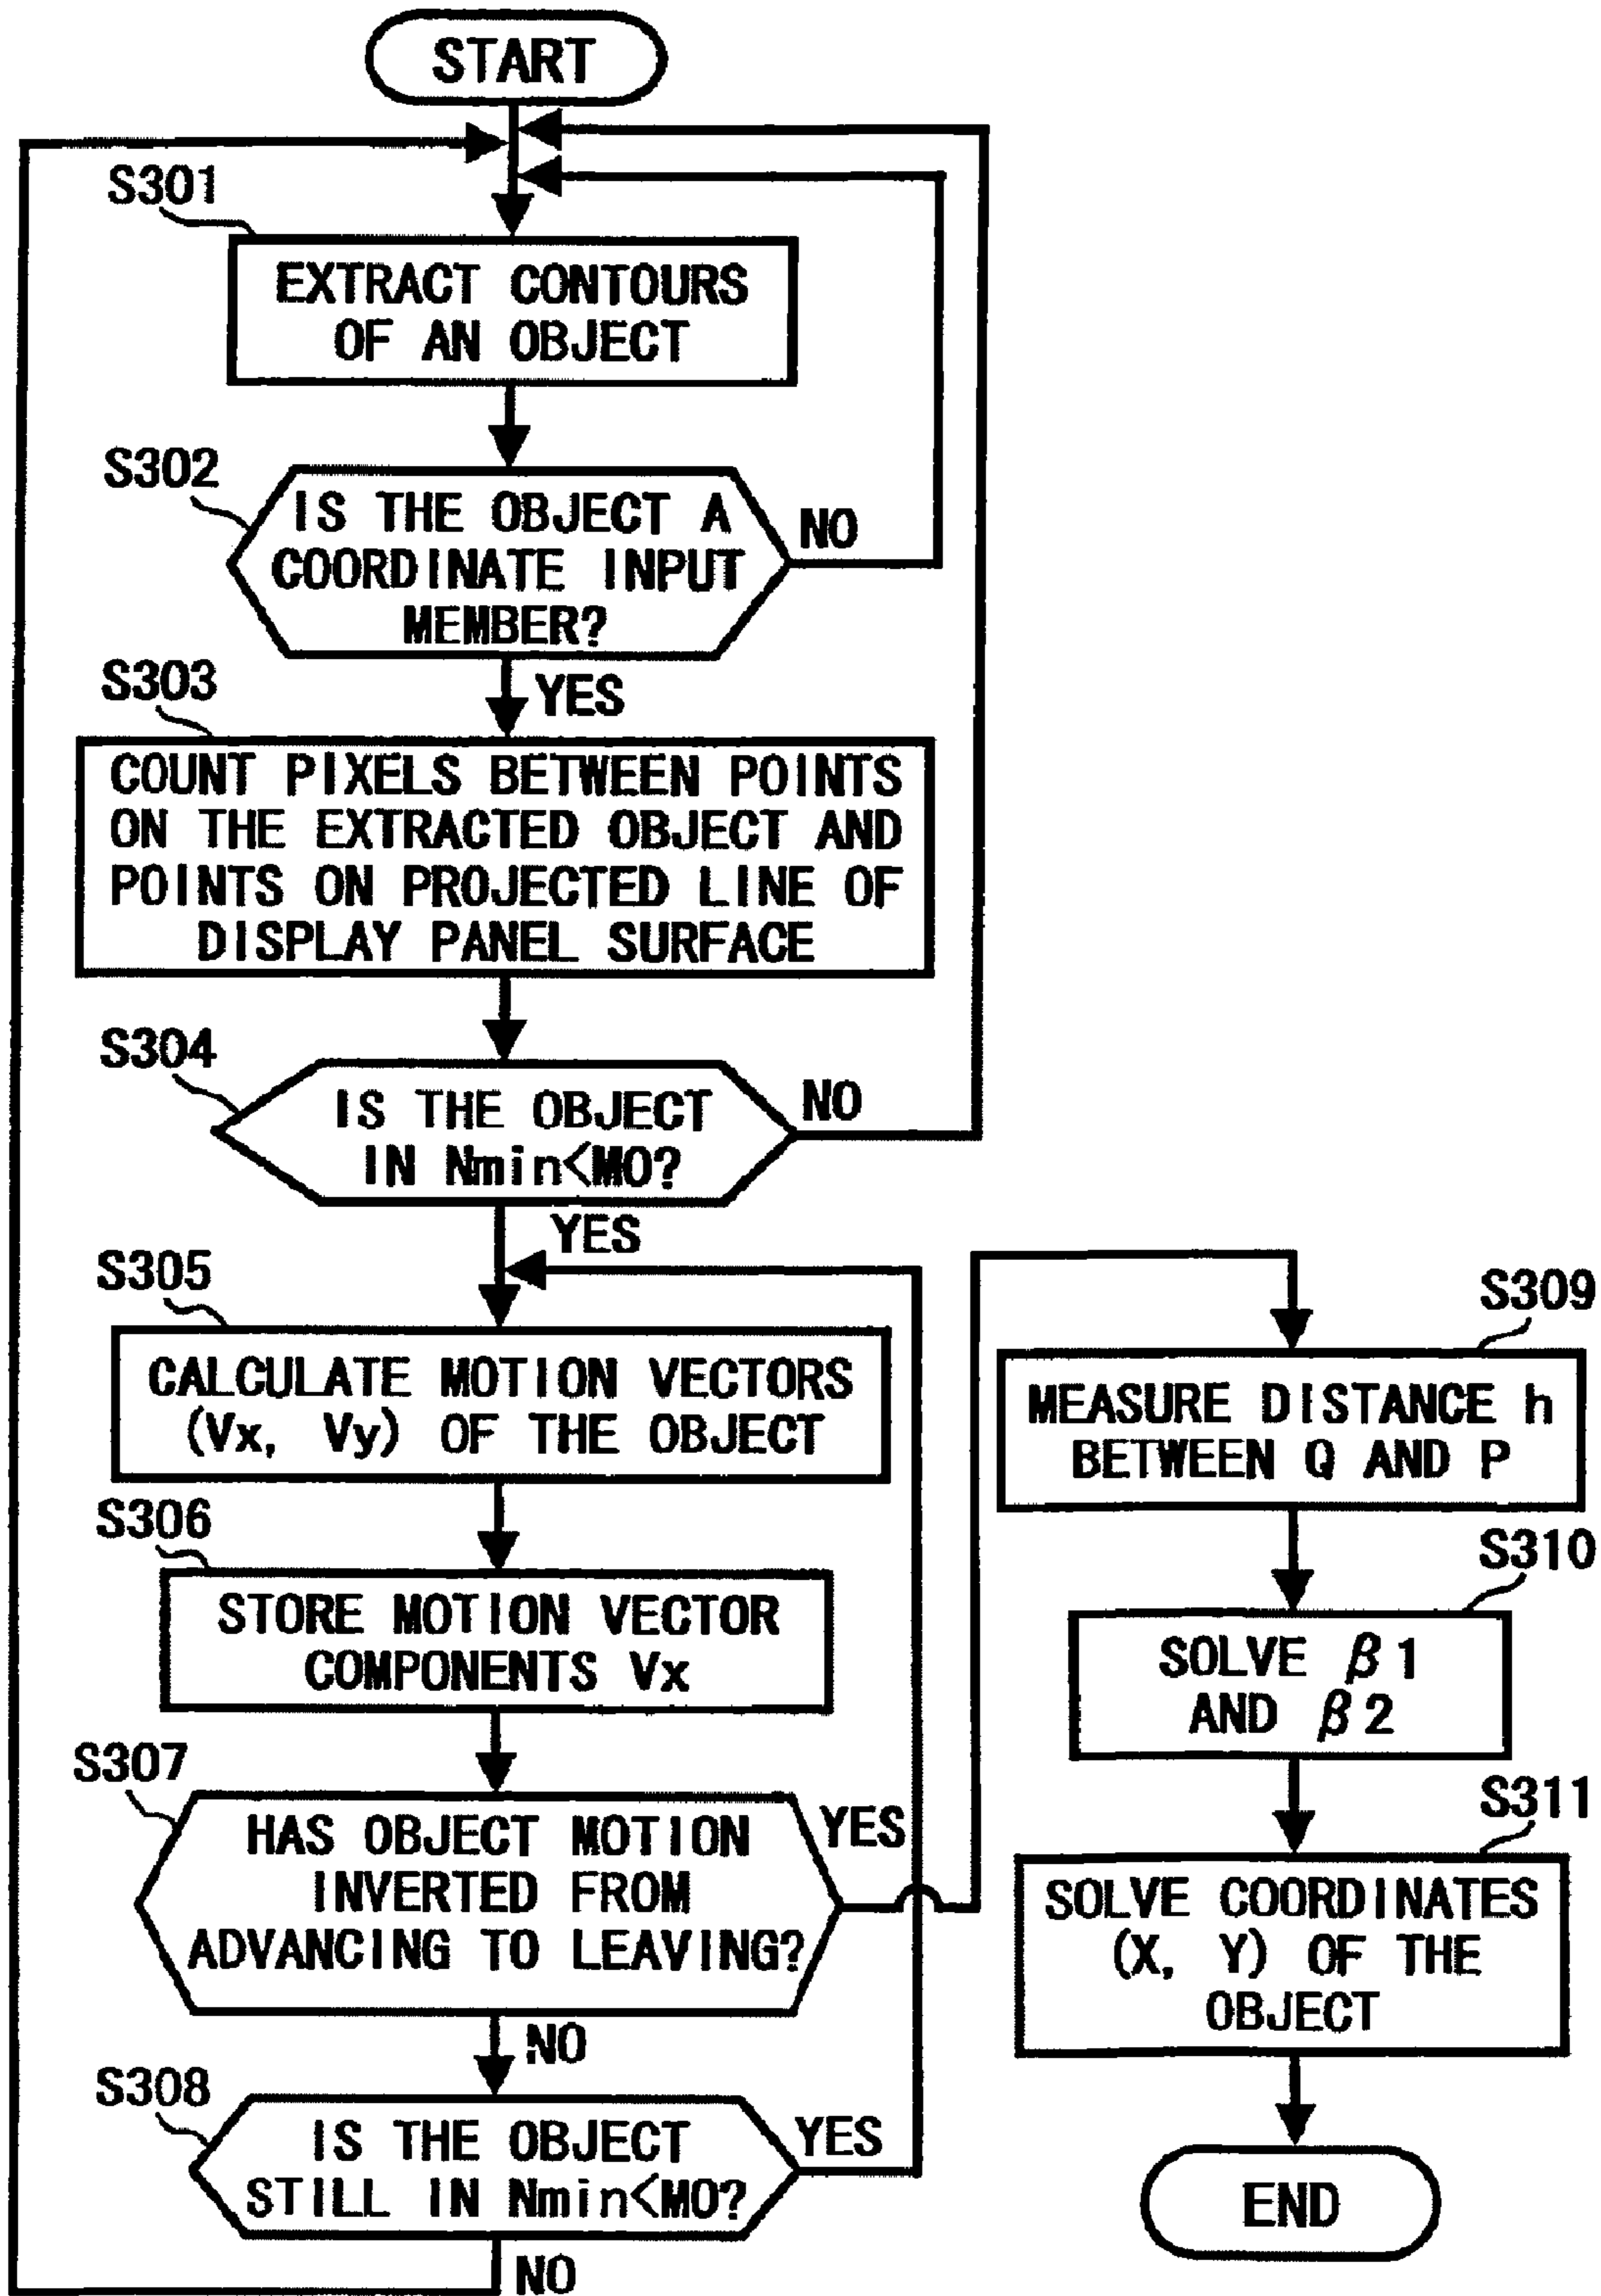 START
S301
EXTRACT CONTOURS
OF AN OBJECT
S302
IS THE OBJECT A
COORDINATE INPUT
MEMBER?
NO
YES
S303
COUNT PIXELS BETWEEN POINTS
ON THE EXTRACTED OBJECT AND
POINTS ON PROJECTED LINE OF
DISPLAY PANEL SURFACE
S304
IS THE OBJECT
IN Nmin<M0?
NO
YES
S305
CALCULATE MOTION VECTORS
(Vx, Vy) OF THE OBJECT
S306
STORE MOTION VECTOR
COMPONENTS Vx
S307
HAS OBJECT MOTION
INVERTED FROM
ADVANCING TO LEAVING?
YES
NO
S308
IS THE OBJECT
STILL IN Nmin<M0?
YES
NO
S309
MEASURE DISTANCE h
BETWEEN Q AND P
S310
SOLVE β1
AND β2
S311
SOLVE COORDINATES
(X, Y) OF THE
OBJECT
END